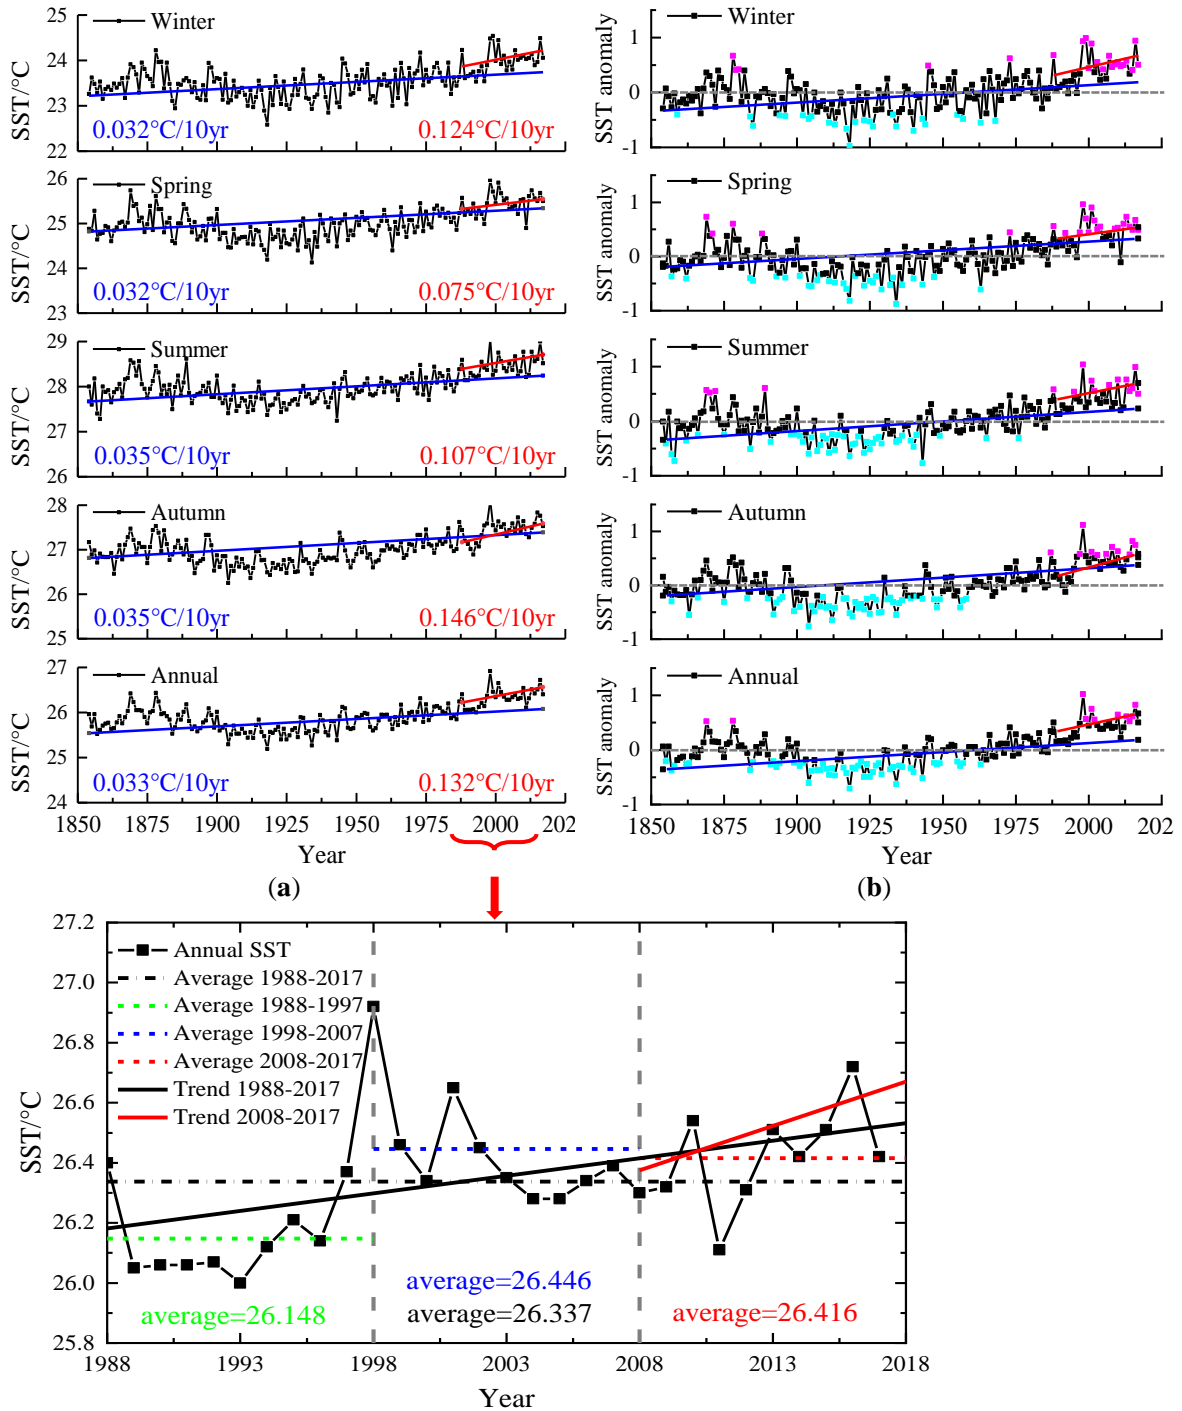 25
24
23
22
SST/°C
Winter
0.032°C/10yr
0.124°C/10yr
26
25
24
23
SST/°C
Spring
0.032°C/10yr
0.075°C/10yr
29
28
27
26
SST/°C
Summer
0.035°C/10yr
0.107°C/10yr
28
27
26
25
SST/°C
Autumn
0.035°C/10yr
0.146°C/10yr
27
26
25
24
SST/°C
Annual
0.033°C/10yr
0.132°C/10yr
1850 1875 1900 1925 1950 1975 2000 202
Year
(a)
1
0
-1
SST anomaly
Winter
1
0
-1
SST anomaly
Spring
1
0
-1
SST anomaly
Summer
1
0
-1
SST anomaly
Autumn
1
0
-1
SST anomaly
Annual
1850 1875 1900 1925 1950 1975 2000 202
Year
(b)
27.2
27.0
26.8
26.6
26.4
26.2
26.0
25.8
SST/°C
Annual SST
Average 1988-2017
Average 1988-1997
Average 1998-2007
Average 2008-2017
Trend 1988-2017
Trend 2008-2017
average=26.148
average=26.446
average=26.337
average=26.416
1988 1993 1998 2003 2008 2013 2018
Year